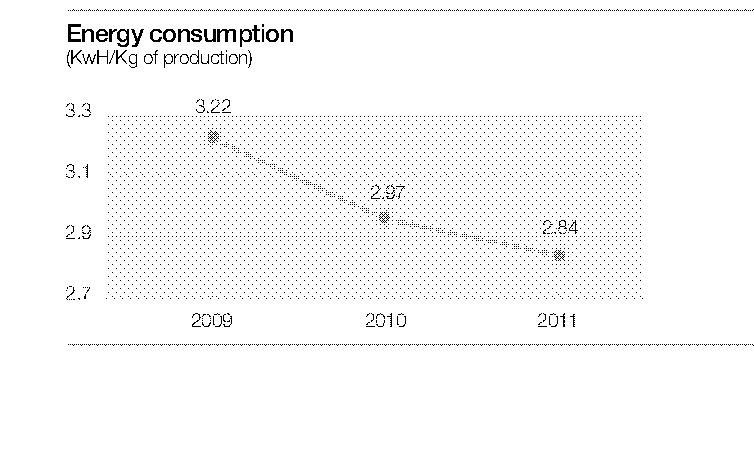 Energy consumption
(KwH/Kg of production)
3.3
3.22
3.1
2.97
2.9
2.84
2.7
2009 2010 2011